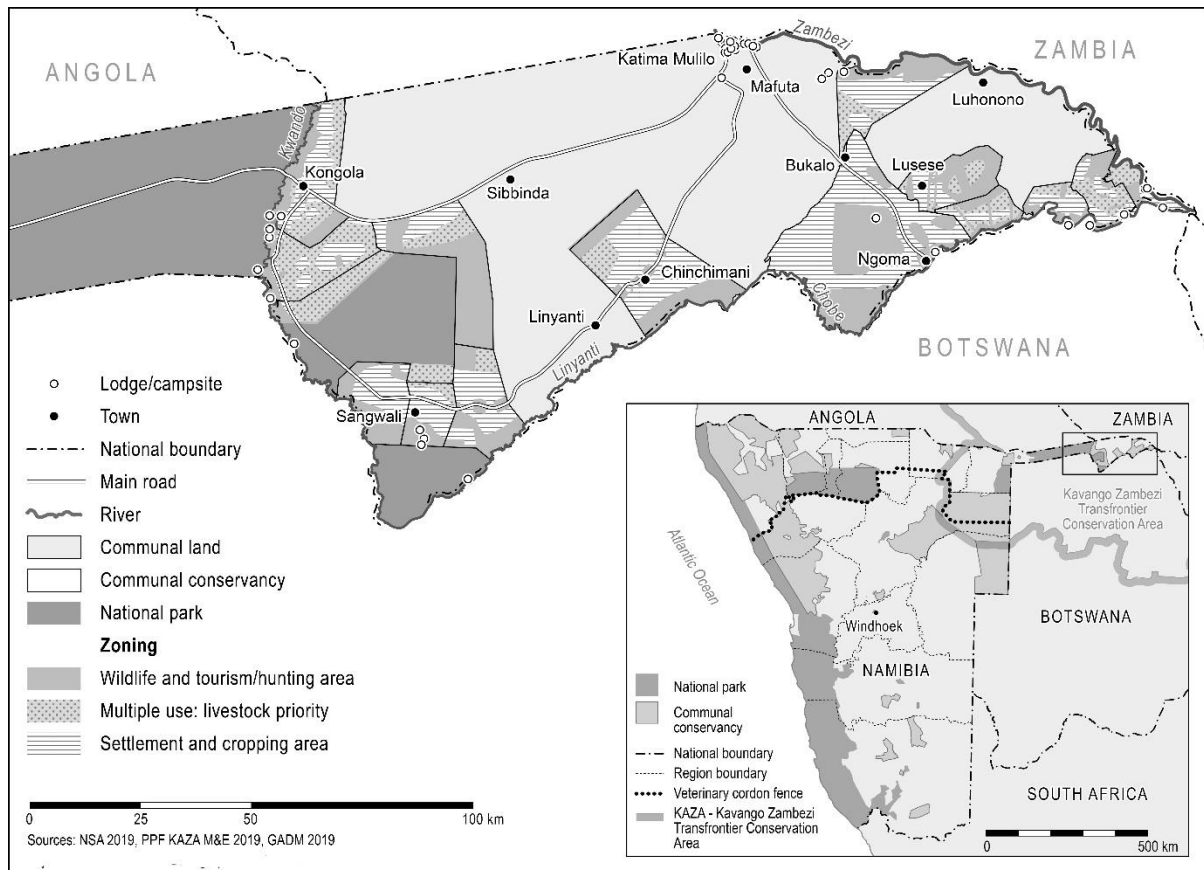 ANGOLA
Zambezi
ZAMBIA
Katima Mulilo
Mafuta
Luhonono
Kwando
Kongola
Sibbinda
Bukalo
Lusese
Chinchimani
Ngoma
Linyanti
Chobe
Linyanti
BOTSWANA
Sangwali
Lodge/campsite
Town
National boundary
Main road
River
Communal land
Communal conservancy
National park
Zoning
Wildlife and tourism/hunting area
Multiple use: livestock priority
Settlement and cropping area
0 25 50 100 km
Sources: NSA 2019, PPF KAZA M&E 2019, GADM 2019
ANGOLA
ZAMBIA
Kavango Zambezi
Transfrontier
Conservation Area
Atlantic Ocean
Windhoek
BOTSWANA
NAMIBIA
SOUTH AFRICA
National park
Communal
conservancy
National boundary
Region boundary
Veterinary cordon fence
KAZA - Kavango Zambezi
Transfrontier Conservation
Area
0 500 km